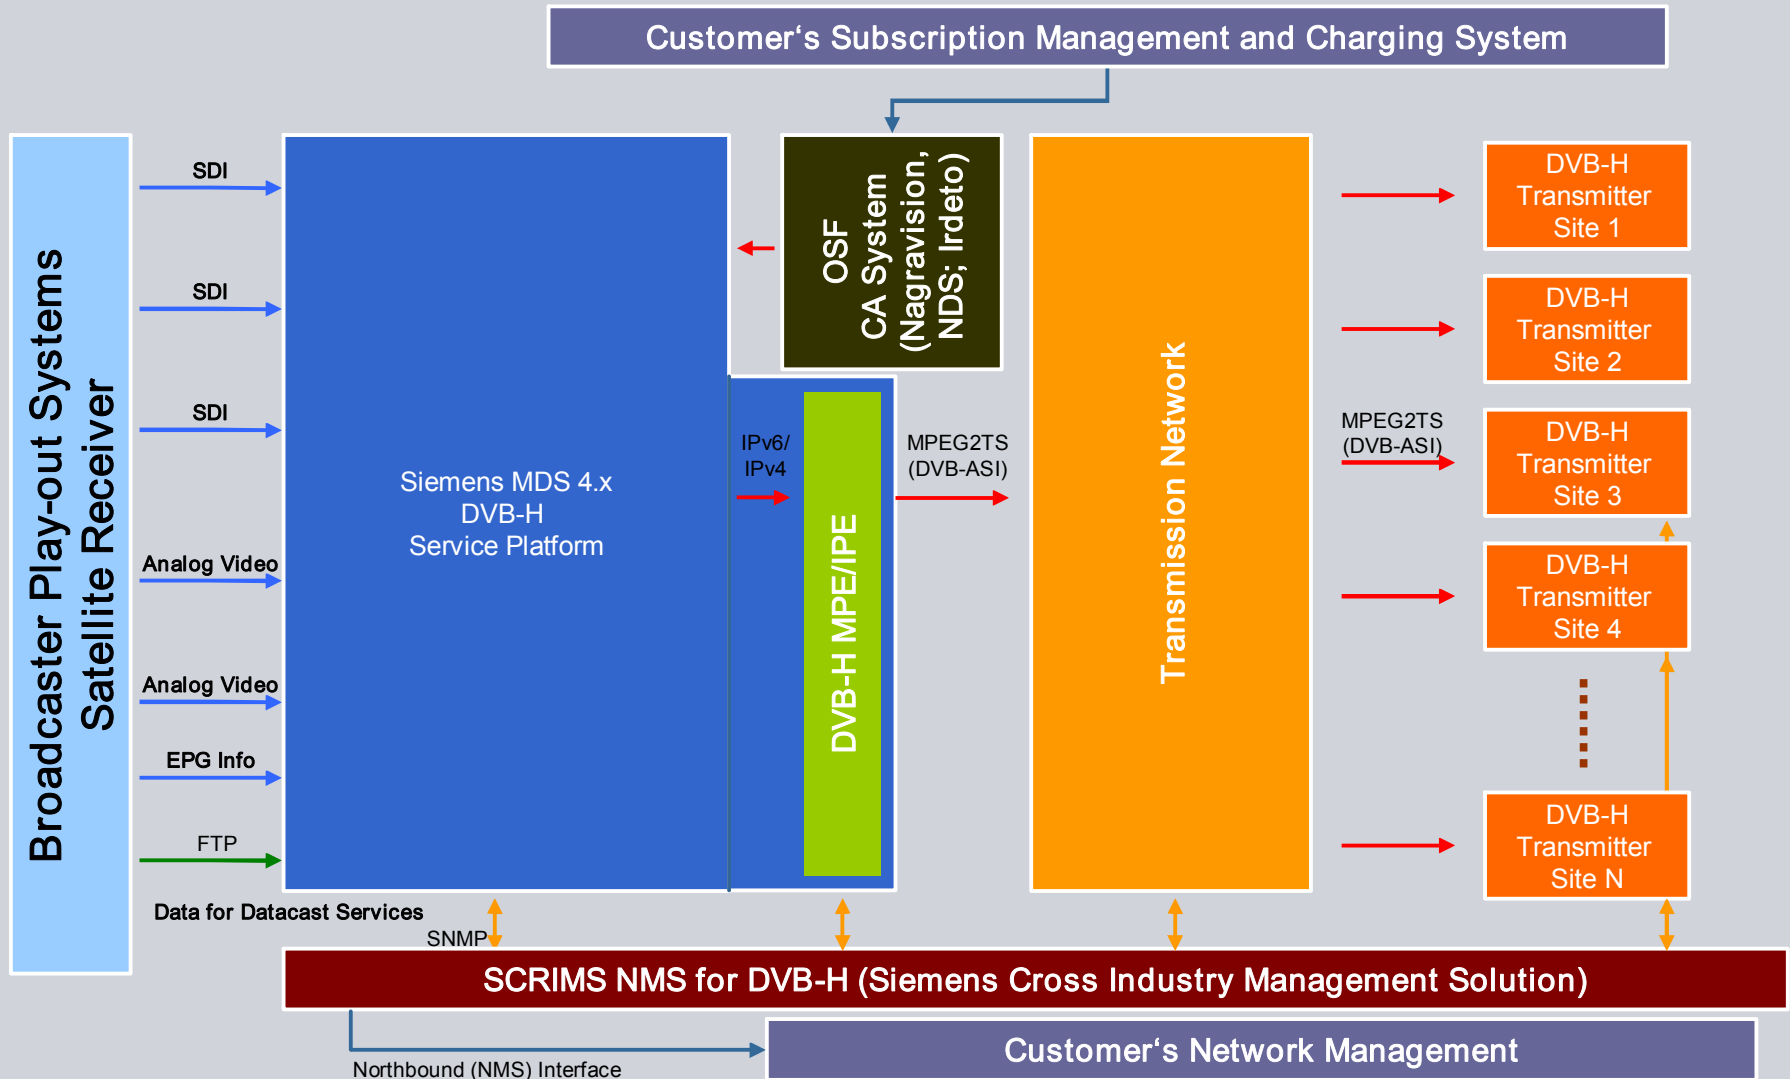 Customer‘s Subscription Management and Charging System
Broadcaster Play-out Systems
Satellite Receiver
SDI
SDI
SDI
Analog Video
Analog Video
EPG Info
FTP
Data for Datacast Services
Siemens MDS 4.x
DVB-H
Service Platform
OSF
CA System
(Nagravision,
NDS; Irdeto)
IPv6/
IPv4
DVB-H MPE/IPE
MPEG2TS
(DVB-ASI)
Transmission Network
MPEG2TS
(DVB-ASI)
DVB-H
Transmitter
Site 1
DVB-H
Transmitter
Site 2
DVB-H
Transmitter
Site 3
DVB-H
Transmitter
Site 4
DVB-H
Transmitter
Site N
SNMP
SCRIMS NMS for DVB-H (Siemens Cross Industry Management Solution)
Northbound (NMS) Interface
Customer‘s Network Management